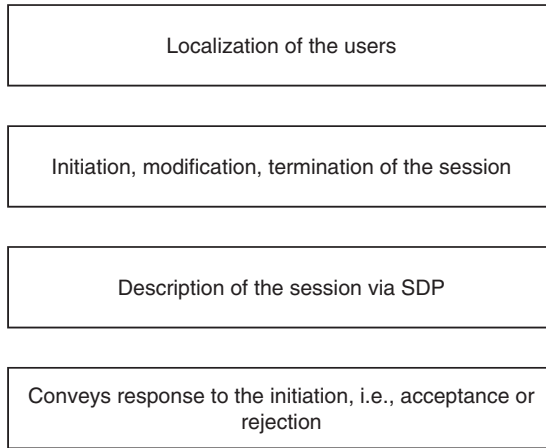 Localization of the users
Initiation, modification, termination of the session
Description of the session via SDP
Conveys response to the initiation, i.e., acceptance or
rejection